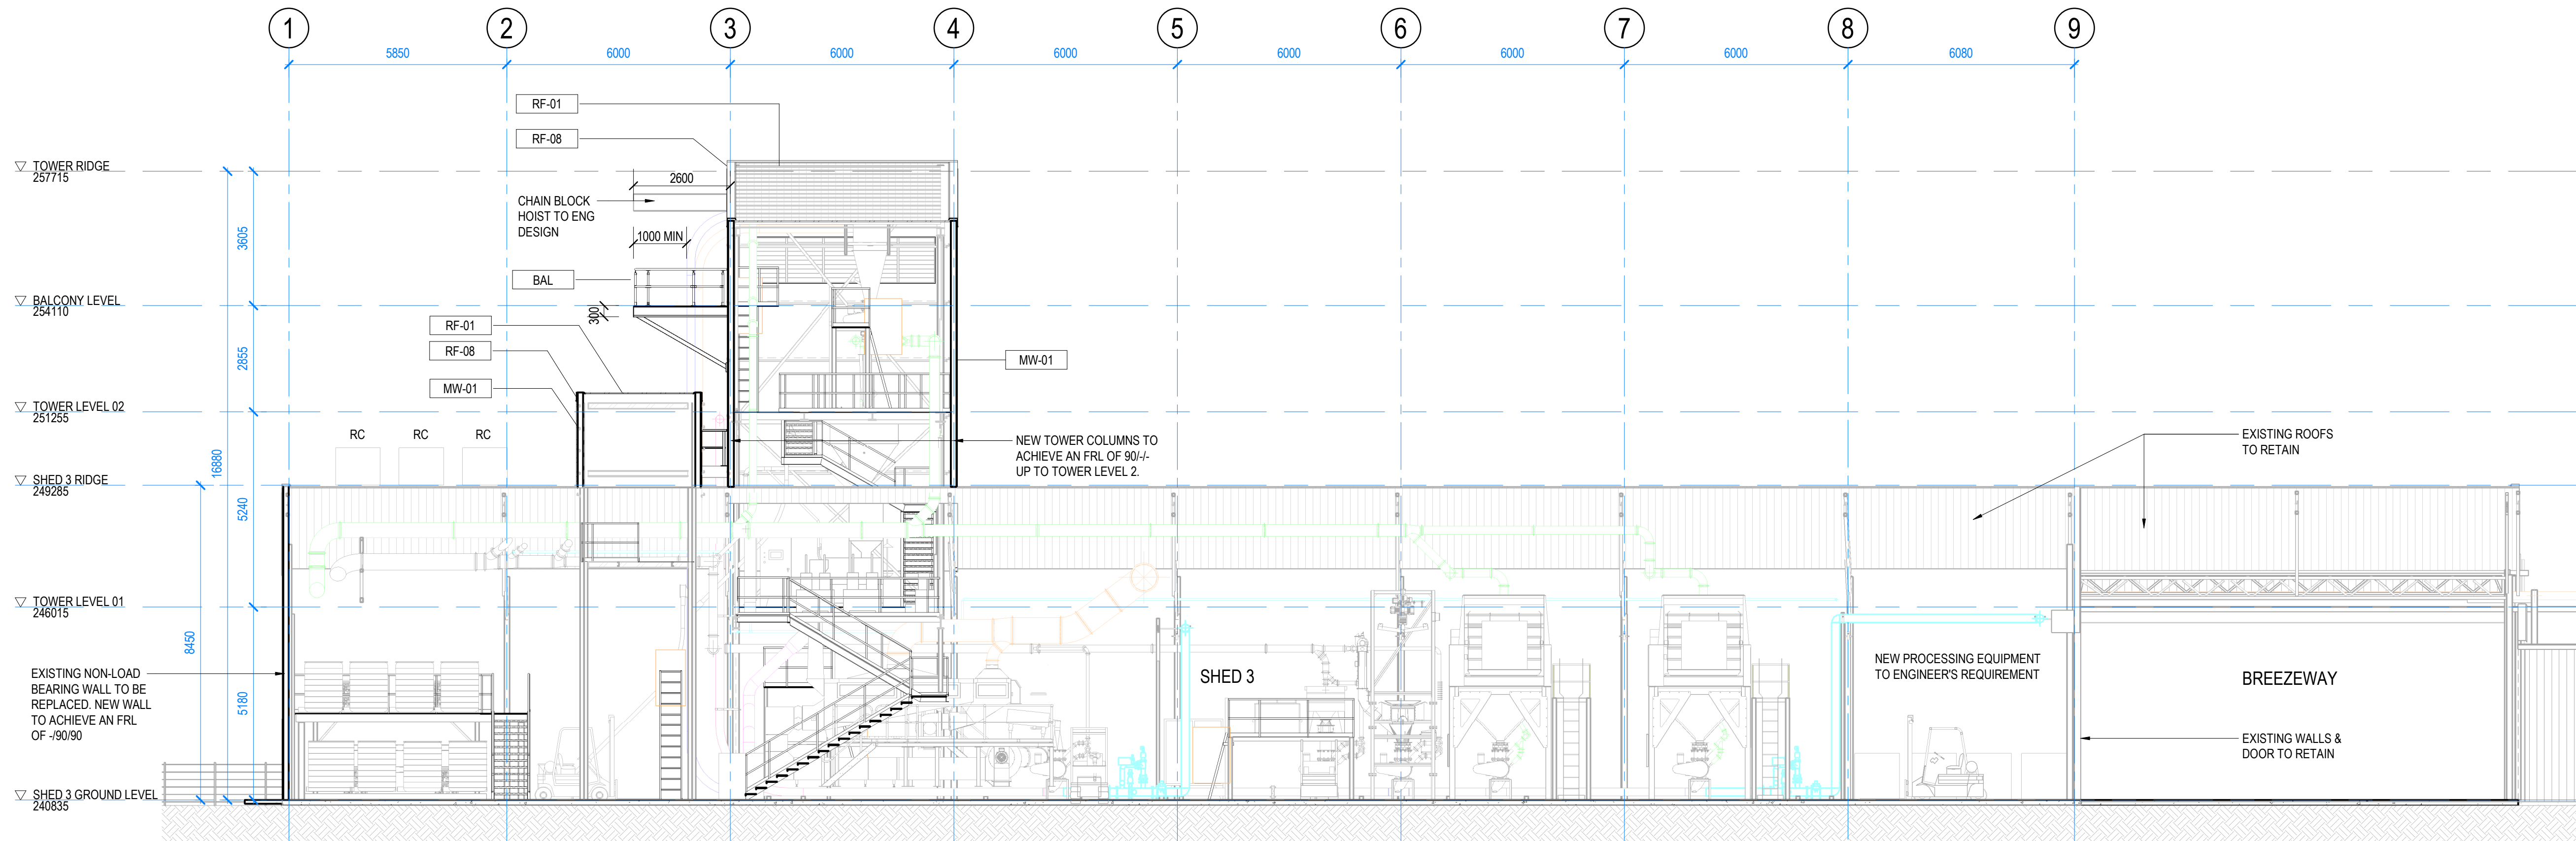 1 2 3 4 5 6 7 8 9
5850 6000 6000 6000 6000 6000 6000 6080
RF-01
RF-08
TOWER RIDGE
257715
2600
CHAIN BLOCK
HOIST TO ENG
DESIGN
3605
1000 MIN
BAL
BALCONY LEVEL
254110
300
RF-01
RF-08
MW-01
2855
MW-01
TOWER LEVEL 02
251255
RC RC RC
NEW TOWER COLUMNS TO
ACHIEVE AN FRL OF 90/-/-
UP TO TOWER LEVEL 2.
EXISTING ROOFS
TO RETAIN
16880
SHED 3 RIDGE
249285
5240
TOWER LEVEL 01
246015
8450
EXISTING NON-LOAD
BEARING WALL TO BE
REPLACED. NEW WALL
TO ACHIEVE AN FRL
OF -/90/90
5180
SHED 3
NEW PROCESSING EQUIPMENT
TO ENGINEER'S REQUIREMENT
BREEZEWAY
EXISTING WALLS &
DOOR TO RETAIN
SHED 3 GROUND LEVEL
240835